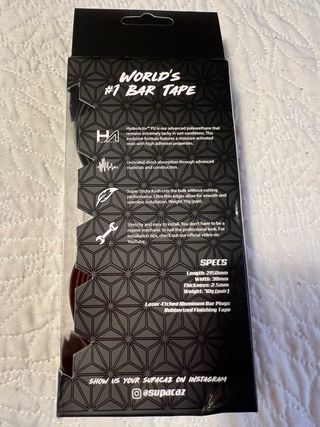 WORLD'S
#1 BAR TAPE
HA
HydroActiv™ PU is our advanced polyurethane that
remains extremely tacky in wet conditions. This
exclusive formula features a moisture activated
resin with high adhesion properties.
Unrivaled shock absorption through advanced
materials and construction.
Super Sticky Kush cuts the bulk without cutting
performance. Ultra thin edges allow for smooth and
seamless installation. Weight 70g (pair).
Stretchy and easy to install. You don't have to be a
master mechanic to nail the professional look. For
installation tips, check out our official video on
YouTube.
SPECS
Length: 2150mm
Width: 30mm
Thickness: 2.5mm
Weight: 70g (pair)
Laser-Etched Aluminum Bar Plugs
Rubberized Finishing Tape
SHOW US YOUR SUPACAZ ON INSTAGRAM
@supacaz